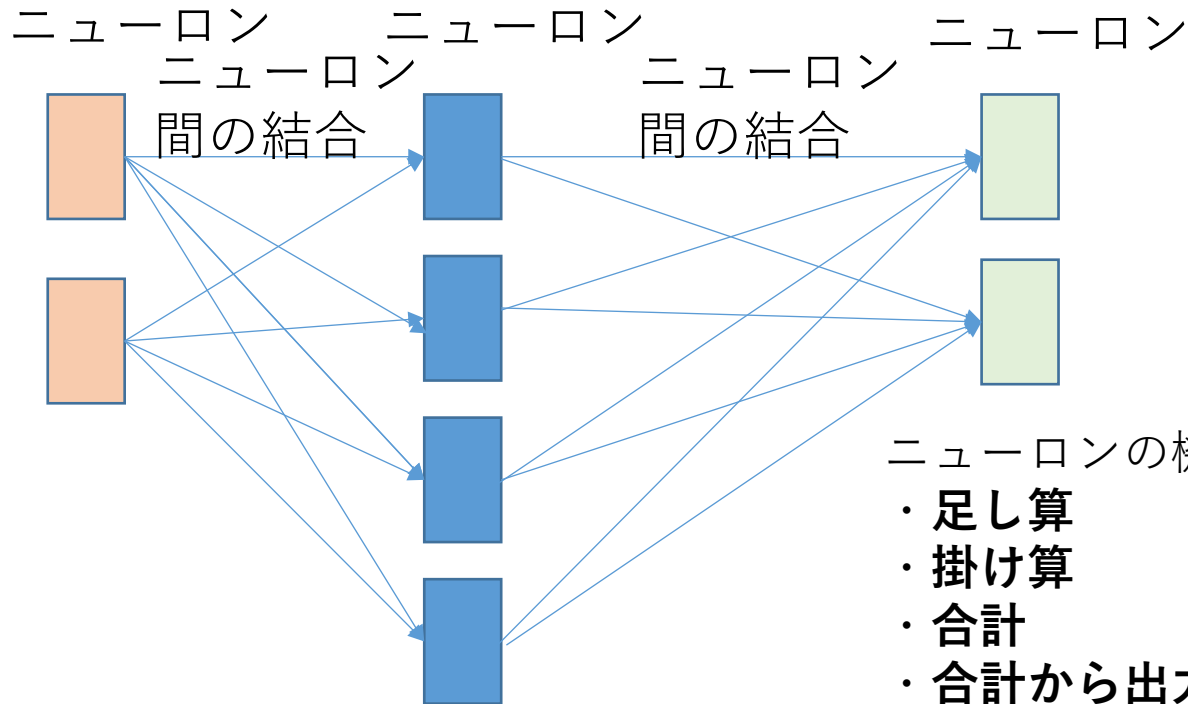 ニューロン
ニューロン
ニューロン
ニューロン
間の結合
ニューロン
間の結合
ニューロンの
・足し算
・掛け算
・合計
・合計から出